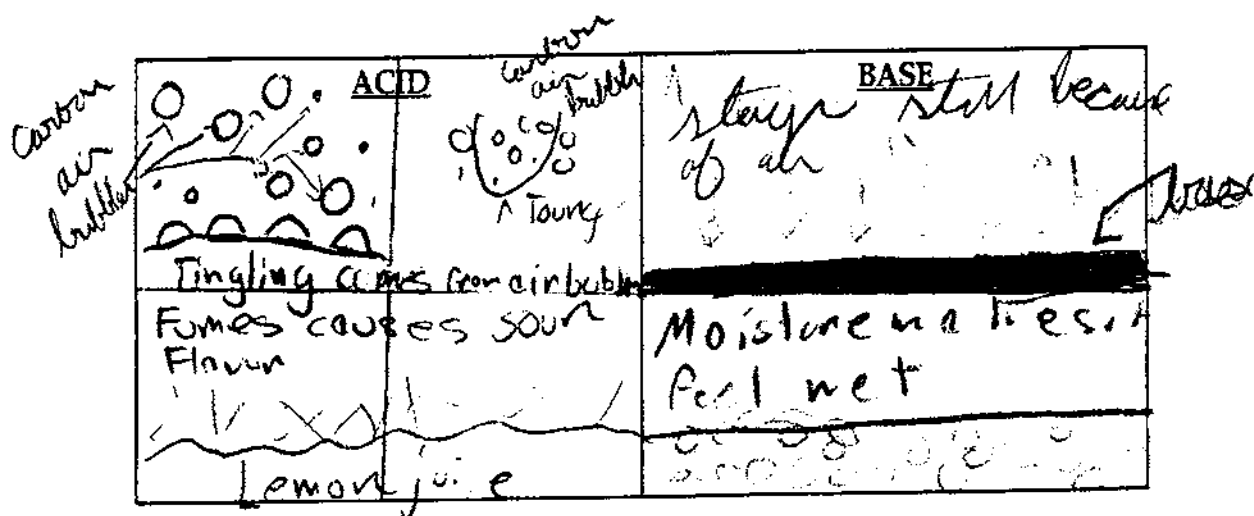 ACID
carbon
air
bubbles
carbon
air
bubble
^ Toung
Tingling comes from air bubbles
Fumes causes sour
Flavor
Lemon juice
BASE
stays still because
of air
base
Moisture makes it
feel wet